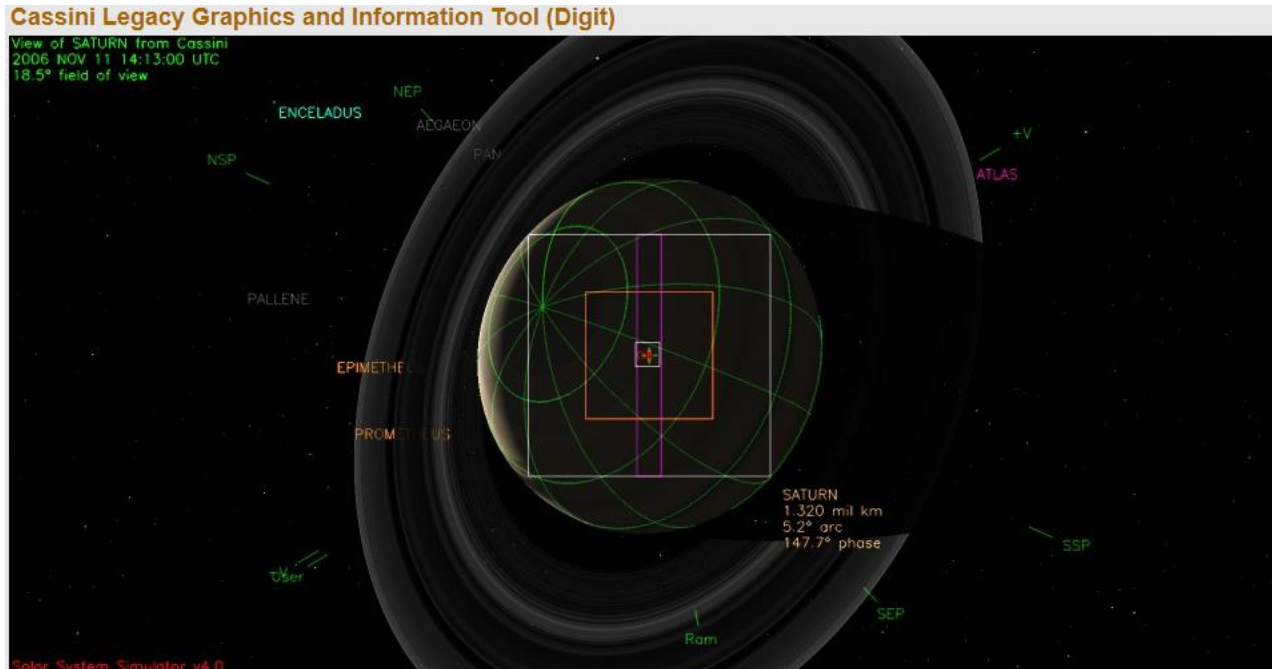 Cassini Legacy Graphics and Information Tool (Digit)
View of SATURN from Cassini
2006 NOV 11 14:13:00 UTC
18.5° field of view
NEP
ENCELADUS
AEGAEON
+V
PAN
NSP
ATLAS
PALLENE
EPIMETHEUS
PROMETHEUS
SATURN
1.320 mil km
5.2° arc
147.7° phase
SSP
-V
User
SEP
Ram
Solar System Simulator v4.0